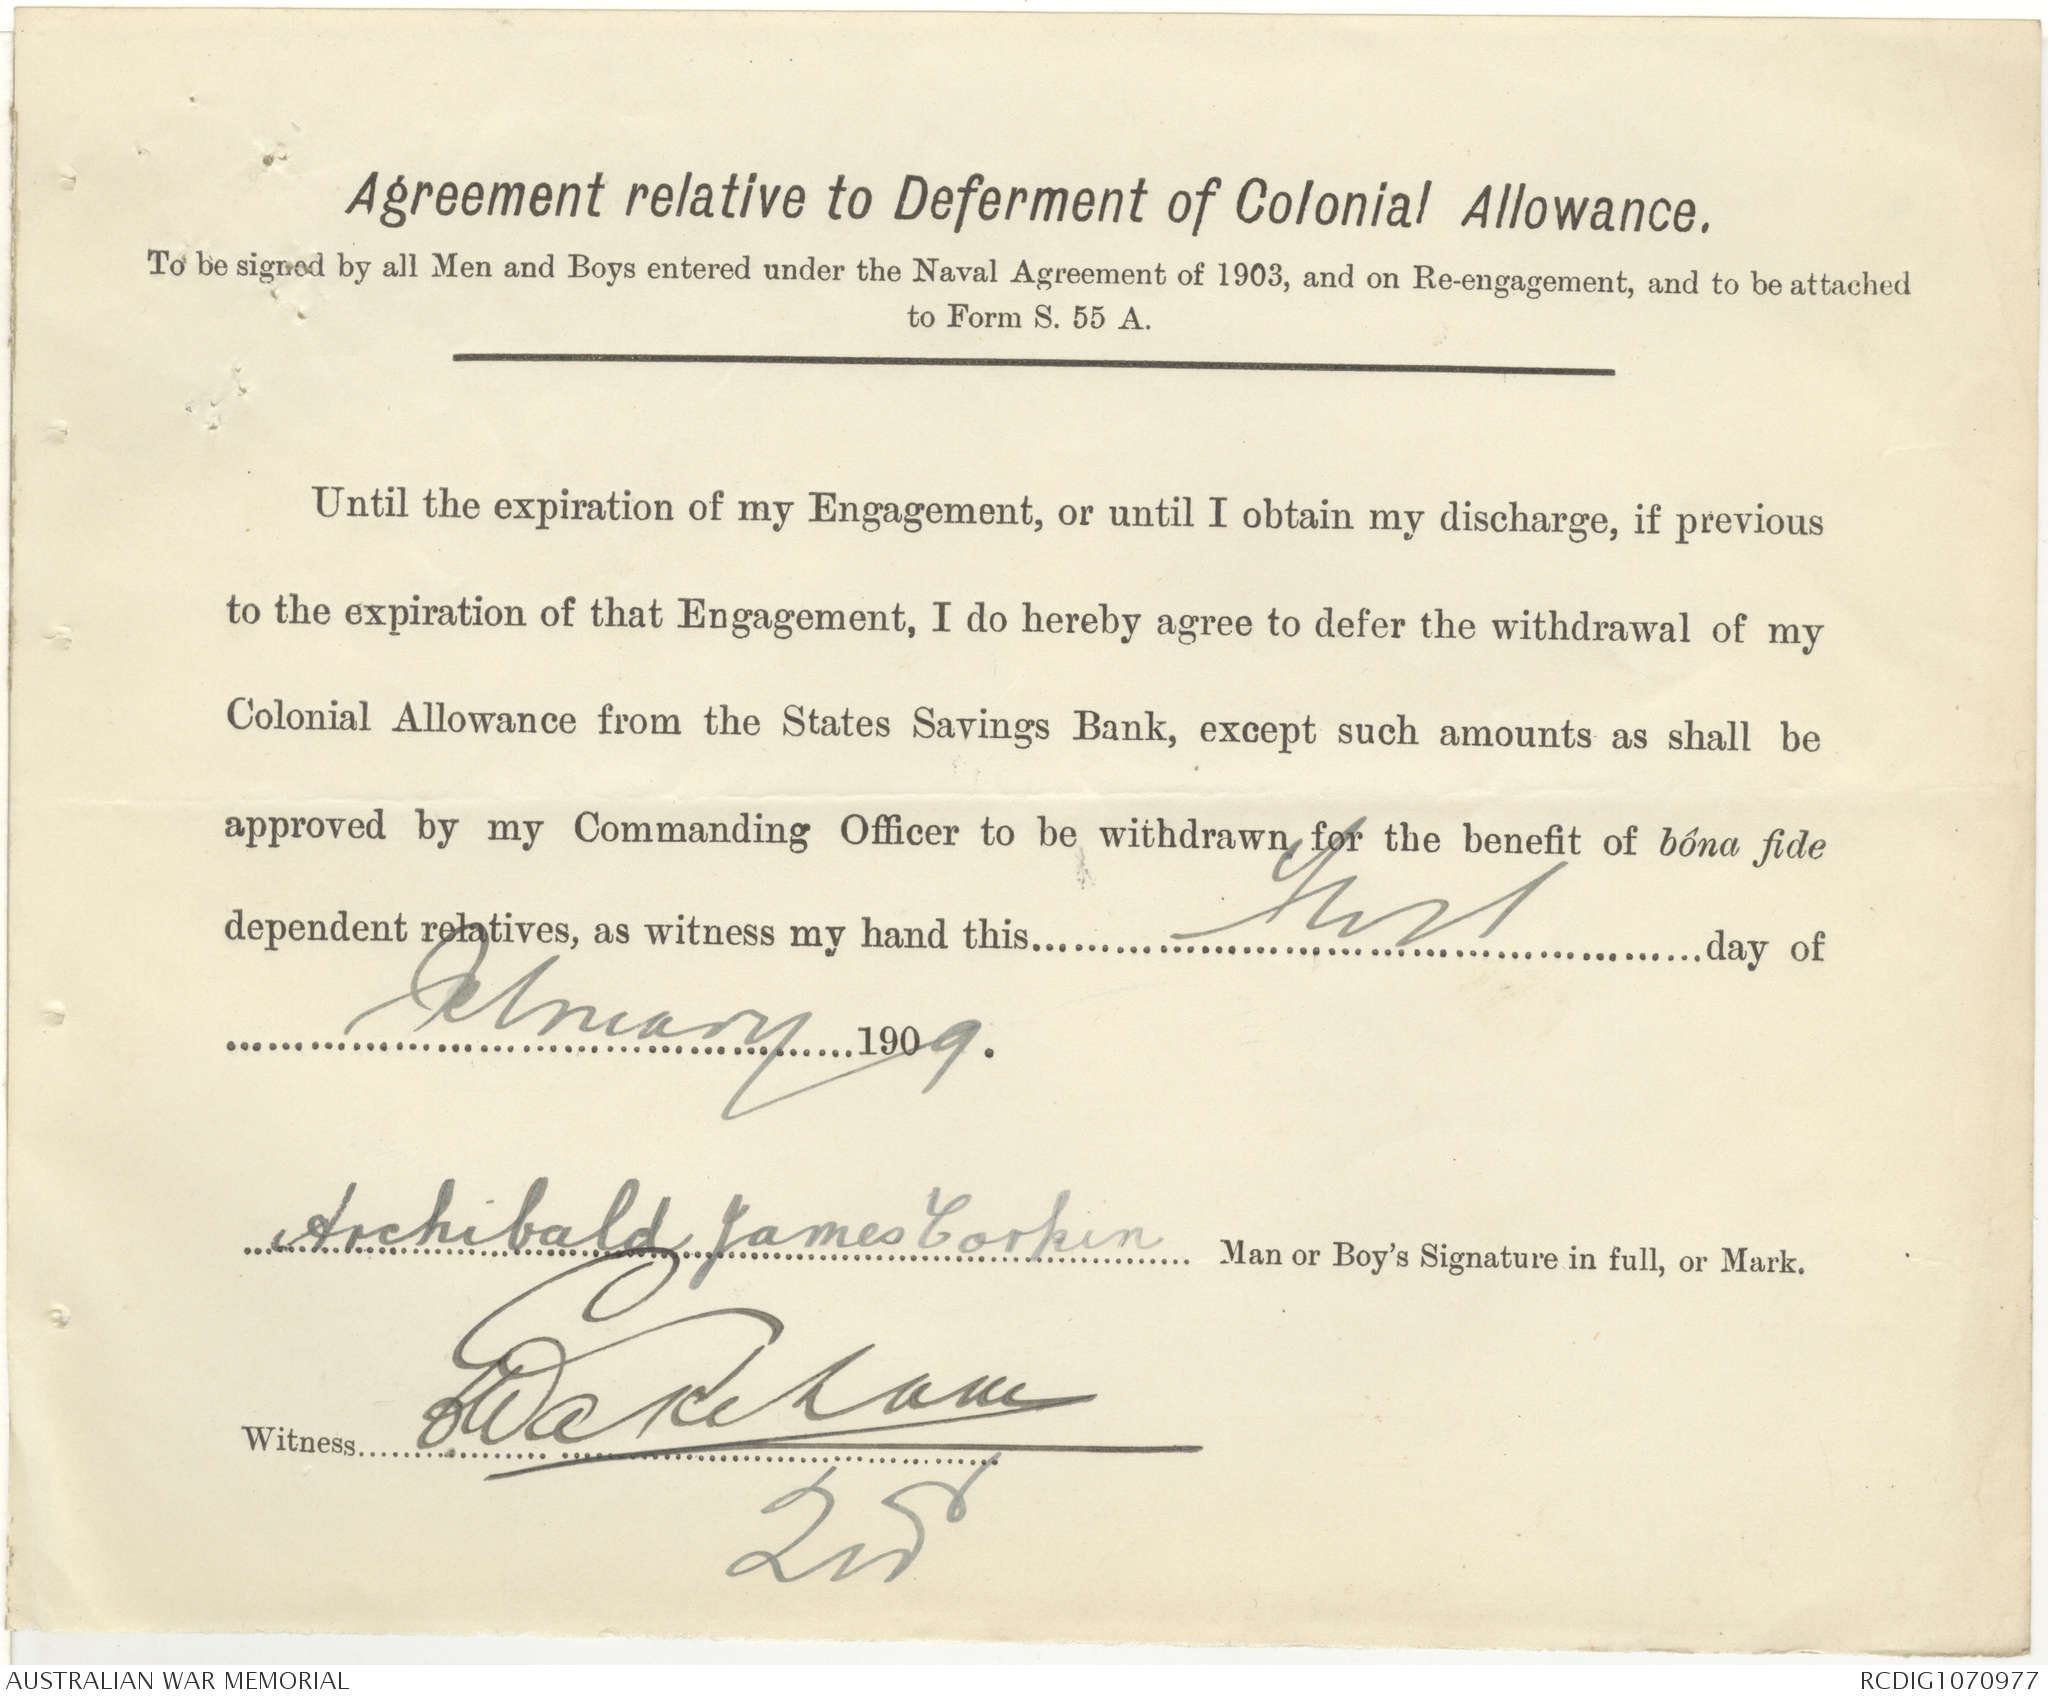 Agreement relative to Deferment of Colonial Allowance.
To be signed by all Men and Boys entered under the Naval Agreement of 1903, and on Re-engagement, and to be attached
to Form S. 55 A.
Until the expiration of my Engagement, or until I obtain my discharge, if previous
to the expiration of that Engagement, I do hereby agree to defer the withdrawal of my
Colonial Allowance from the States Savings Bank, except such amounts as shall be
approved by my Commanding Officer to be withdrawn for the benefit of bóna fide
dependent relatives, as witness my hand this First day of
February 1909.
Archibald James Corkin Man or Boy's Signature in full, or Mark.
Witness
AUSTRALIAN WAR MEMORIAL
RCDIG1070977